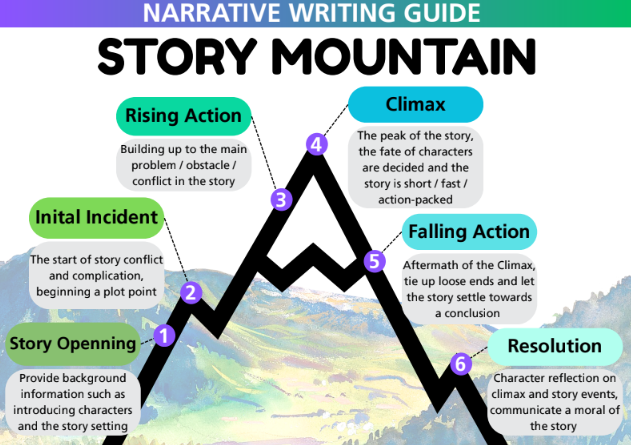 NARRATIVE WRITING GUIDE
STORY MOUNTAIN
Climax
4
The peak of the story,
the fate of characters
are decided and the
story is short / fast /
action-packed
Rising Action
3
Building up to the main
problem / obstacle /
conflict in the story
Inital Incident
2
The start of story conflict
and complication,
beginning a plot point
Falling Action
5
Aftermath of the Climax,
tie up loose ends and let
the story settle towards
a conclusion
Story Openning
1
Provide background
information such as
introducing characters
and the story setting
Resolution
6
Character reflection on
climax and story events,
communicate a moral of
the story